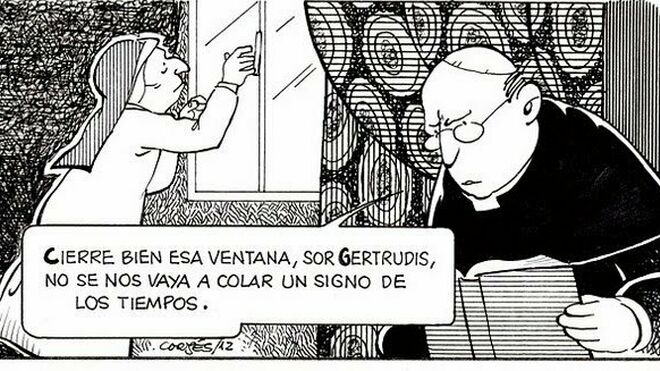 CIERRE BIEN ESA VENTANA, SOR GERTRUDIS,
NO SE NOS VAYA A COLAR UN SIGNO DE
LOS TIEMPOS.
CORTÉS/12